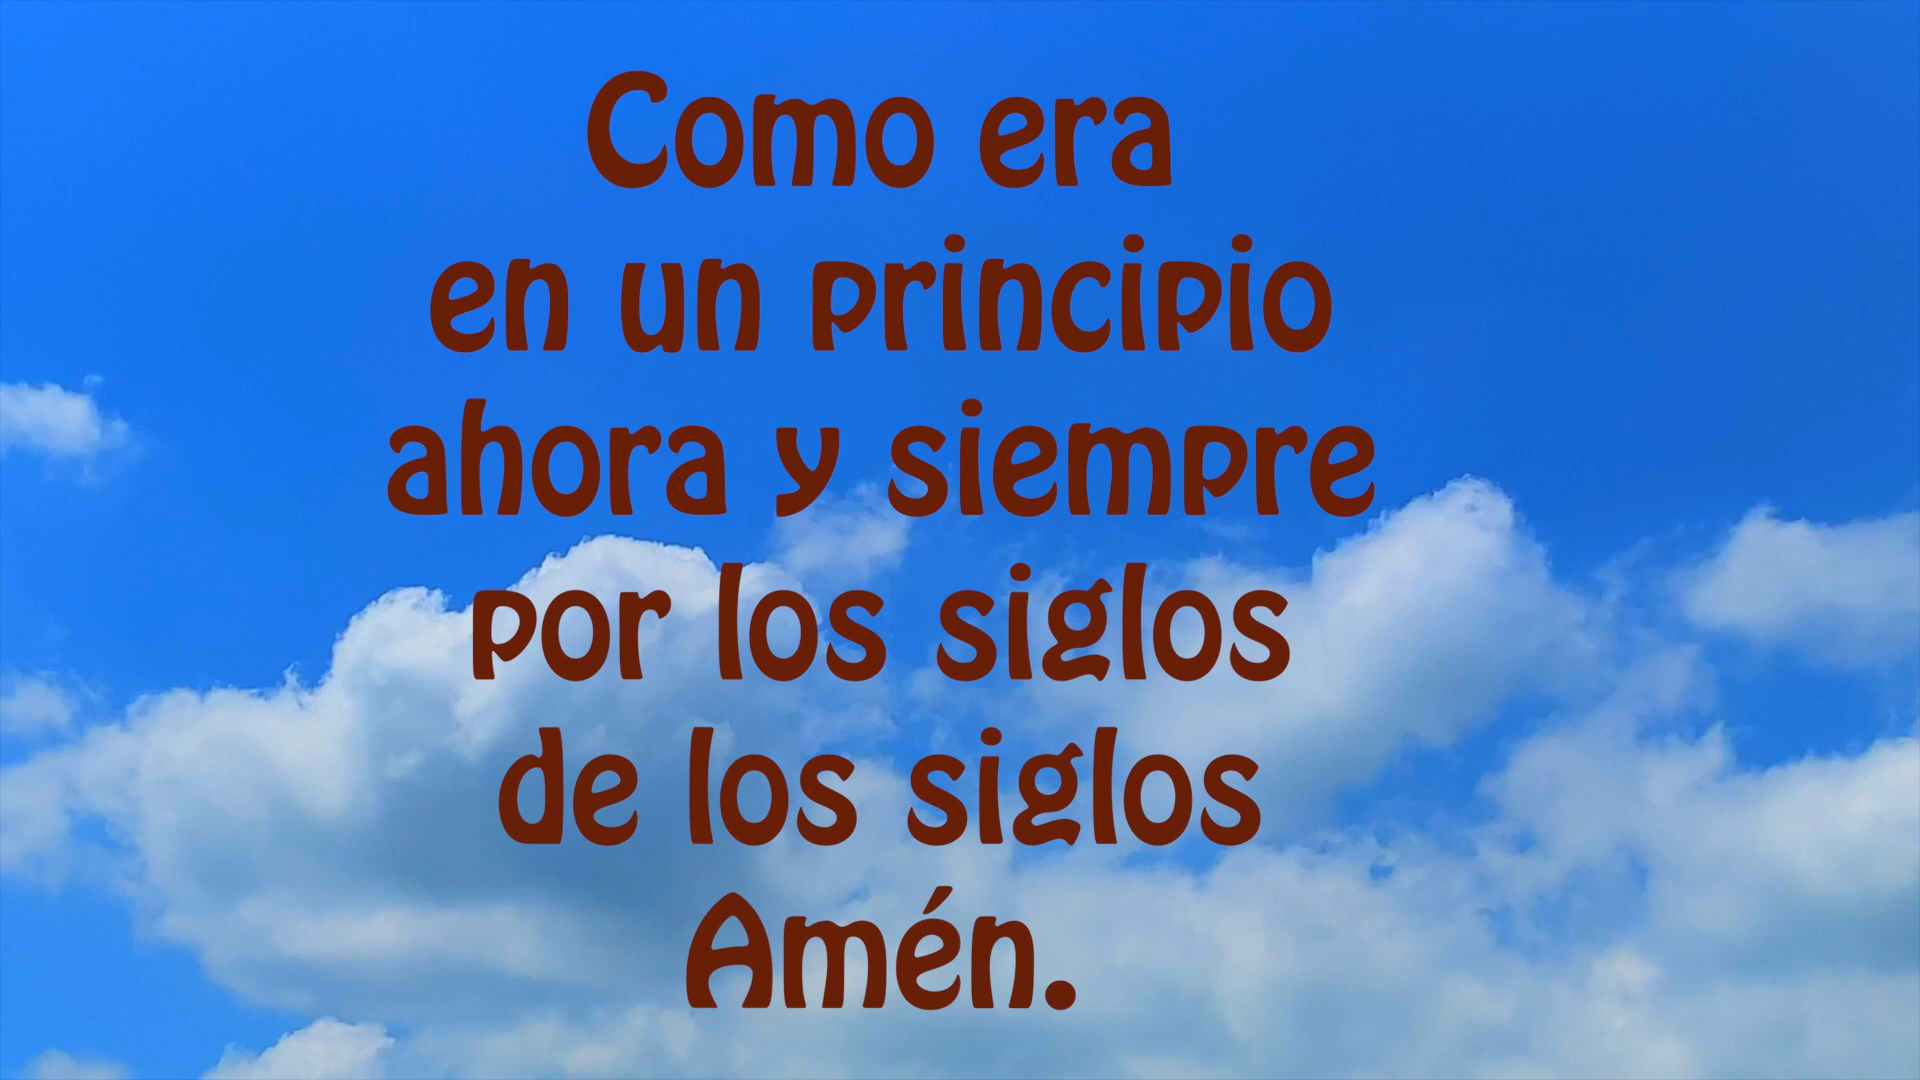 Como era
en un principio
ahora y siempre
por los siglos
de los siglos
Amén.